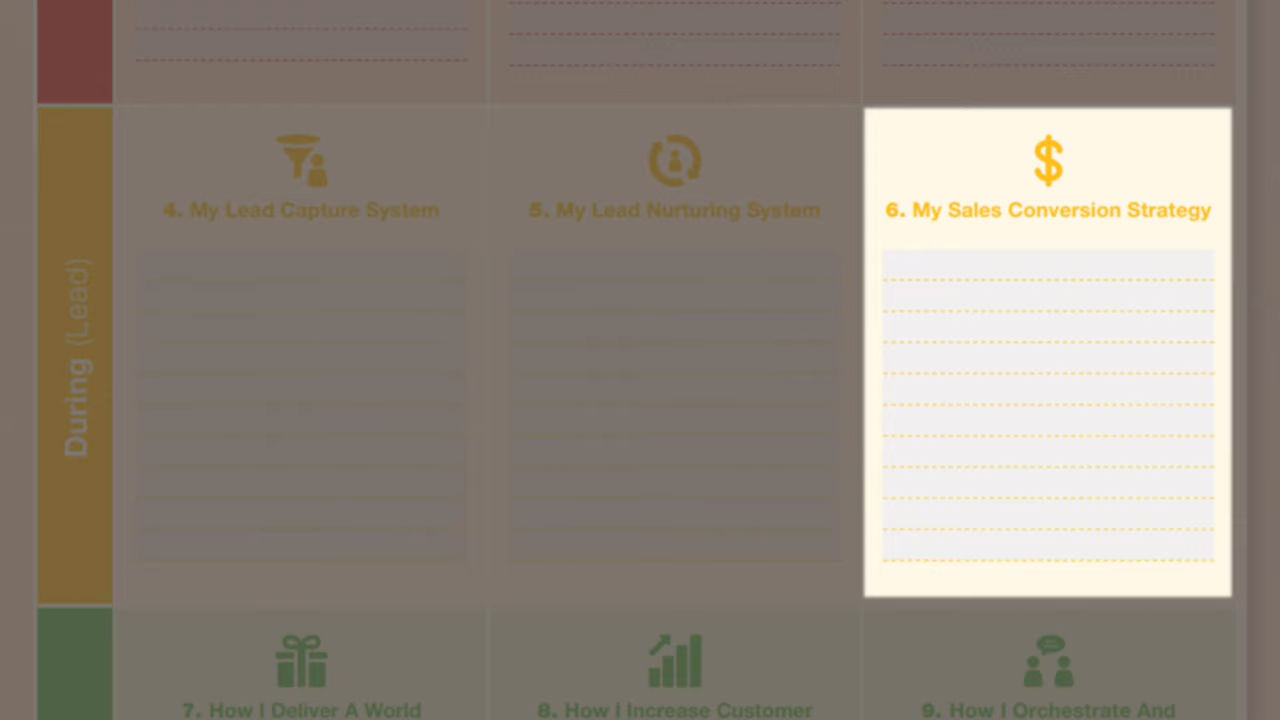 During (Lead)
4. My Lead Capture System
5. My Lead Nurturing System
6. My Sales Conversion Strategy
7. How I Deliver A World
8. How I Increase Customer
9. How I Orchestrate And